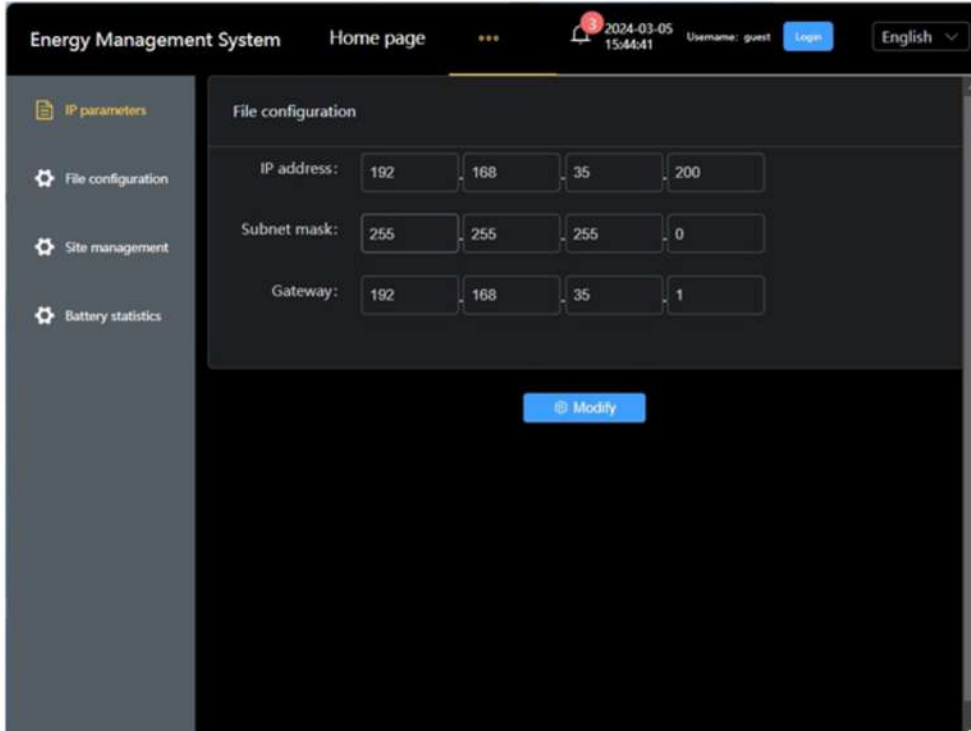 Energy Management System Home page ••• 3 2024-03-05 15:44:41 Username: guest Login English
IP parameters
File configuration
Site management
Battery statistics
File configuration
IP address: 192 . 168 . 35 . 200
Subnet mask: 255 . 255 . 255 . 0
Gateway: 192 . 168 . 35 . 1
Modify